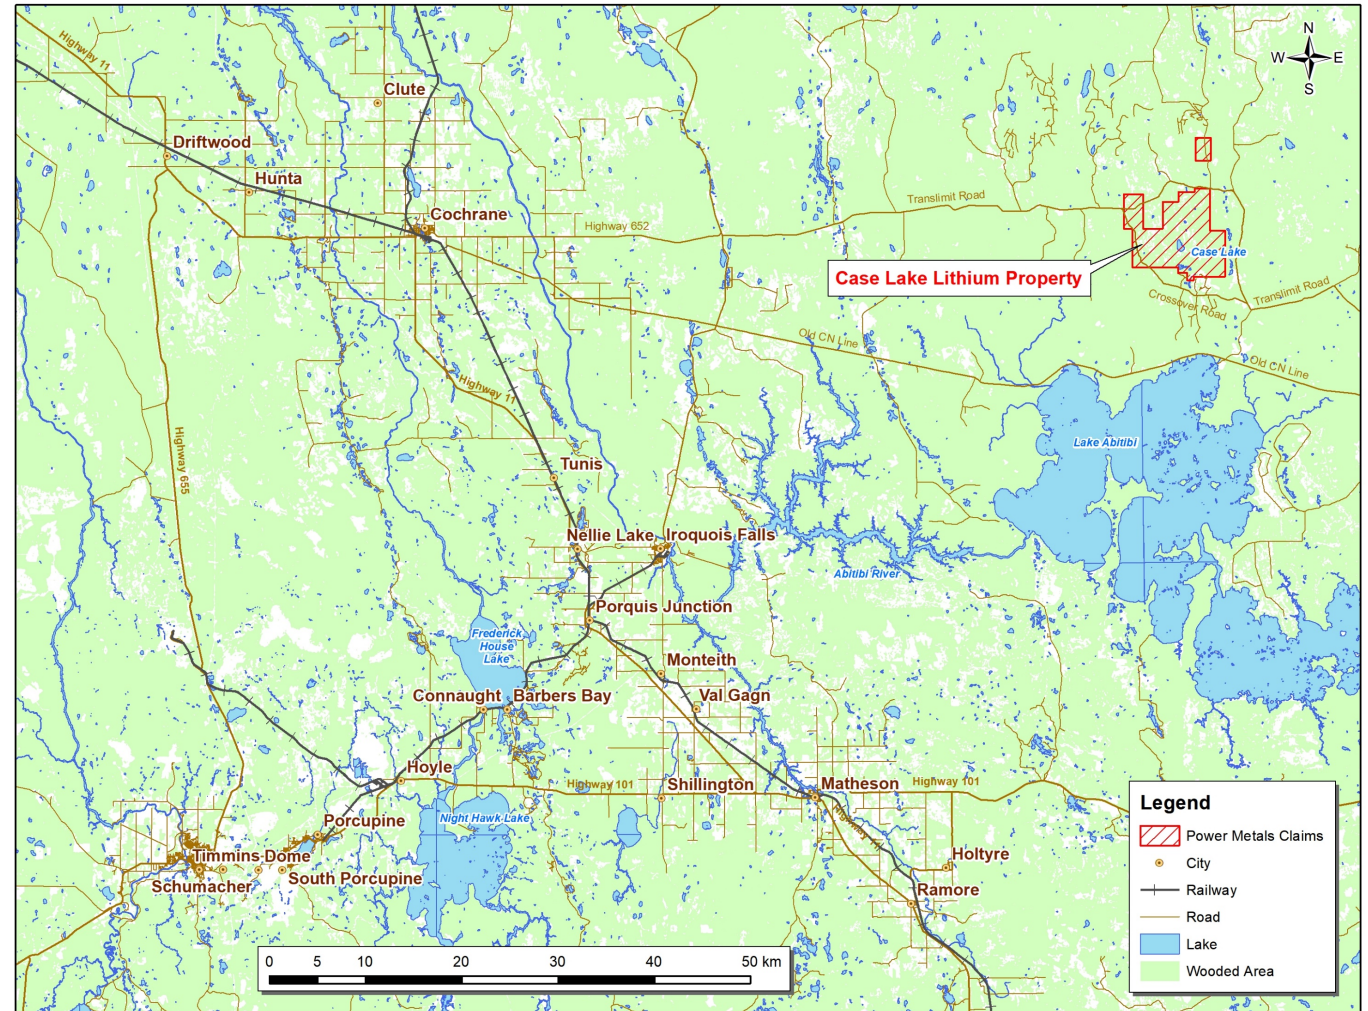 Highway 11
Clute
N
W
E
S
Driftwood
Hunta
Translimit Road
Cochrane
Highway 652
Case Lake
Case Lake Lithium Property
Translimit Road
Crossover Road
Old CN Line
Old CN Line
Highway 11
Highway 655
Lake Abitibi
Tunis
Nellie Lake
Iroquois Falls
Abitibi River
Porquis Junction
Frederick
House
Lake
Monteith
Connaught
Barbers Bay
Val Gagn
Hoyle
Highway 101
Shillington
Matheson
Highway 101
Night Hawk Lake
Porcupine
Highway 11
Timmins
Dome
Holtyre
Schumacher
South Porcupine
Ramore
Legend
Power Metals Claims
City
Railway
Road
Lake
Wooded Area
0 5 10 20 30 40 50 km